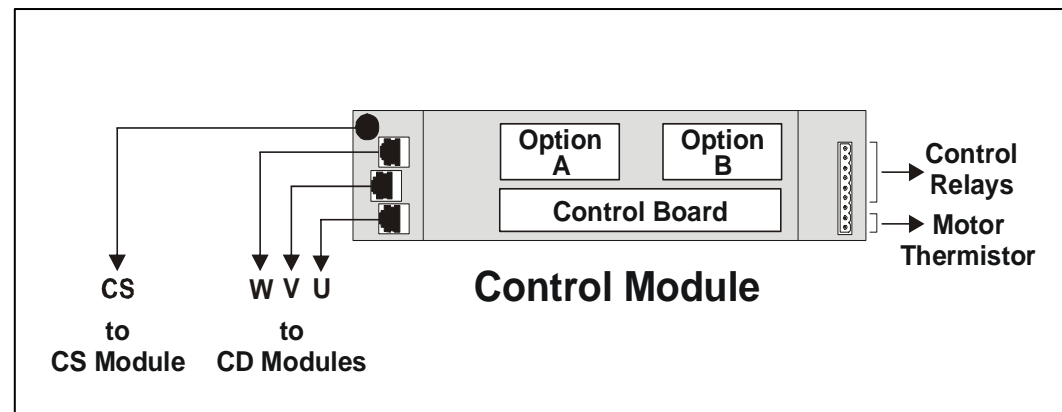 Option
A
Option
B
Control Board
Control
Relays
Motor
Thermistor
Control Module
CS
W V U
to
CS Module
to
CD Modules